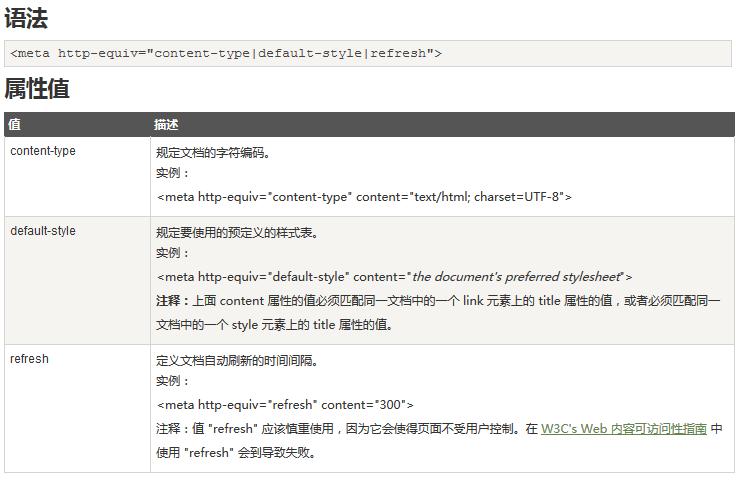 语法
<meta http-equiv="content-type|default-style|refresh">
属性值
值 描述
content-type 规定文档的字符编码。
实例：
<meta http-equiv="content-type" content="text/html; charset=UTF-8">
default-style 规定要使用的预定义的样式表。
实例：
<meta http-equiv="default-style" content="the document's preferred stylesheet">
注释：上面 content 属性的值必须匹配同一文档中的一个 link 元素上的 title 属性的值，或者必须匹配同一
文档中的一个 style 元素上的 title 属性的值。
refresh 定义文档自动刷新的时间间隔。
实例：
<meta http-equiv="refresh" content="300">
注释：值 "refresh" 应该慎重使用，因为它会使得页面不受用户控制。在 W3C's Web 内容可访问性指南 中
使用 "refresh" 会到导致失败。